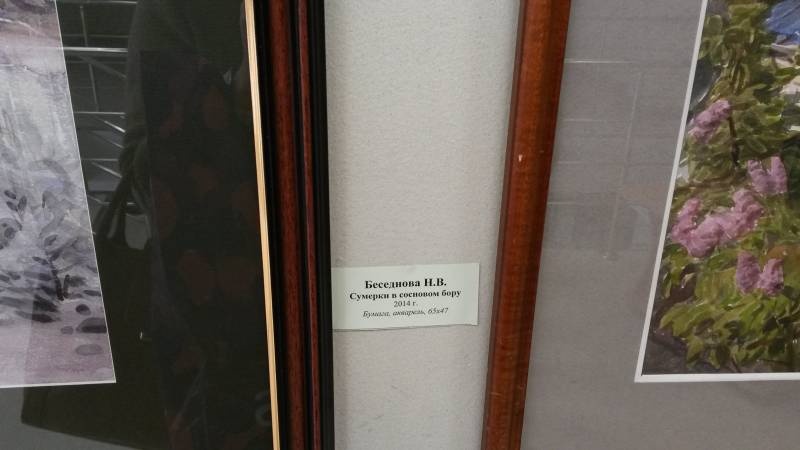 Беседнова Н.В.
Сумерки в сосновом бору
2014 г.
Бумага, акварель, 65х47